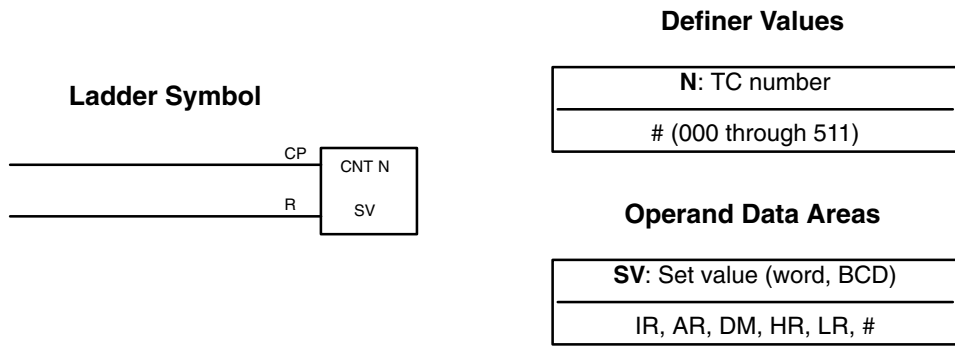 Definer Values
N: TC number
# (000 through 511)
Ladder Symbol
CP
CNT N
R
SV
Operand Data Areas
SV: Set value (word, BCD)
IR, AR, DM, HR, LR, #